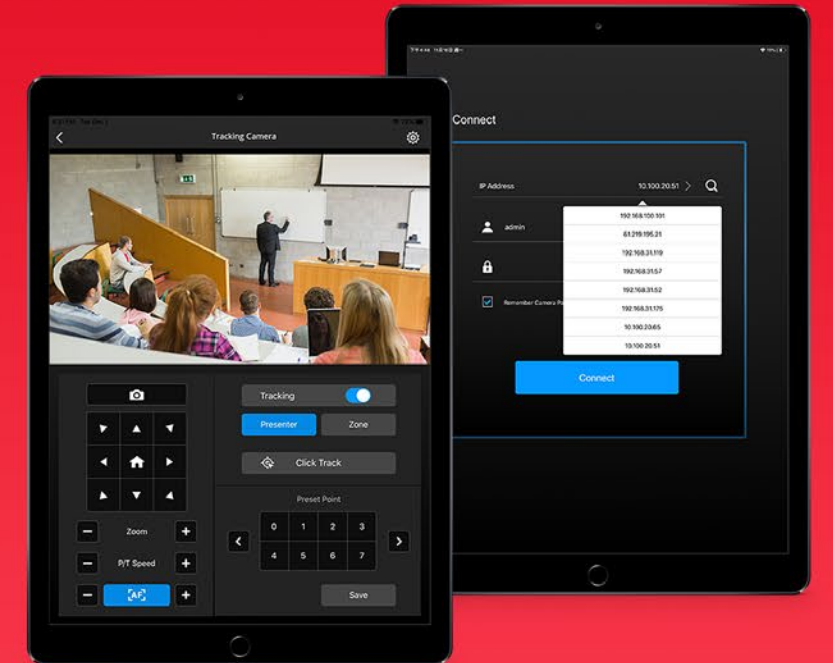 Tracking Camera
Tracking
Presenter
Zone
Click Track
Preset Point
0 1 2 3
4 5 6 7
Zoom
P/T Speed
[AF]
Save
Connect
IP Address
10.100.20.51
192.168.100.101
61.219.195.21
192.168.31.119
192.168.31.57
192.168.31.52
192.168.31.175
10.100.20.65
10.100.20.51
admin
Remember Camera
Connect